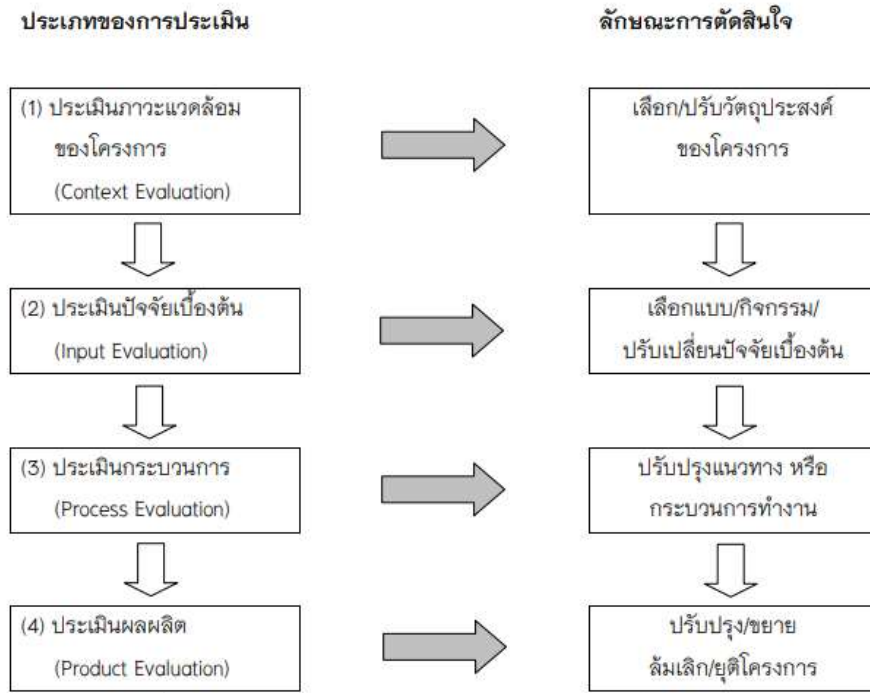 ประเภทของการประเมิน
ลักษณะการตัดสินใจ
(1) ประเมินภาวะแวดล้อม
ของโครงการ
(Context Evaluation)
เลือก/ปรับวัตถุประสงค์
ของโครงการ
(2) ประเมินปัจจัยเบื้องต้น
(Input Evaluation)
เลือกแบบ/กิจกรรม/
ปรับเปลี่ยนปัจจัยเบื้องต้น
(3) ประเมินกระบวนการ
(Process Evaluation)
ปรับปรุงแนวทาง หรือ
กระบวนการทำงาน
(4) ประเมินผลผลิต
(Product Evaluation)
ปรับปรุง/ขยาย
ล้มเลิก/ยุติโครงการ